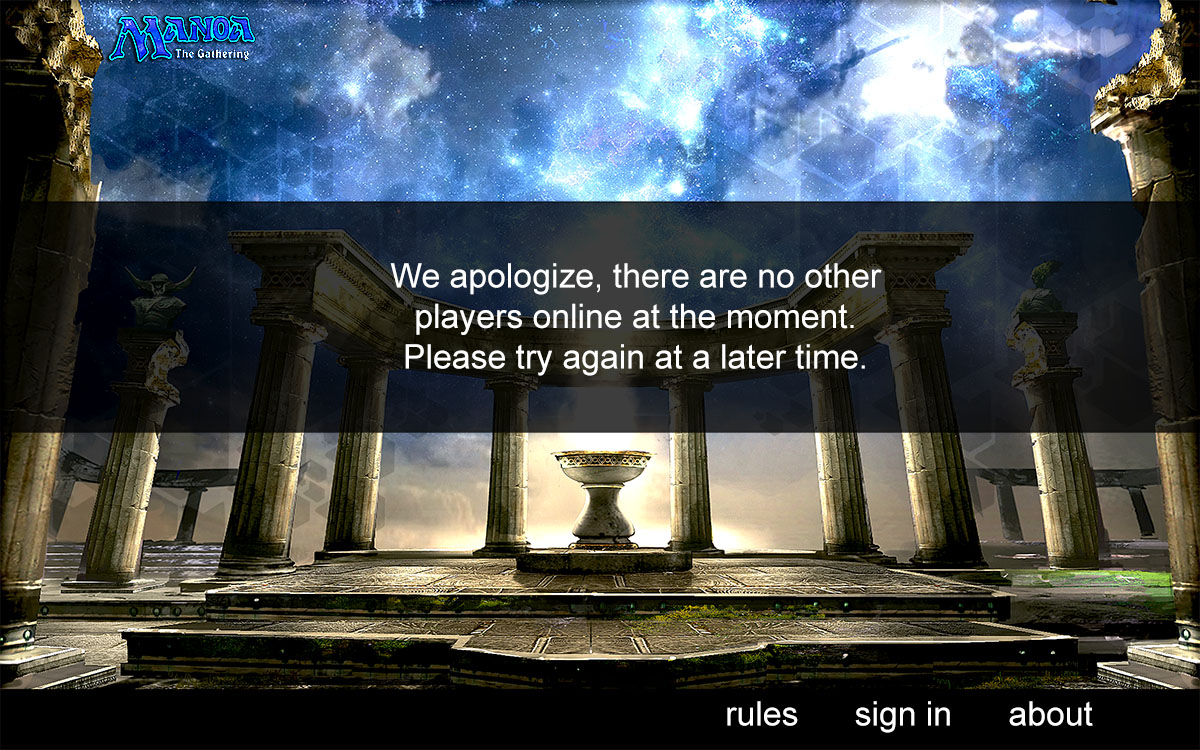 MANOA
The Gathering
We apologize, there are no other
players online at the moment.
Please try again at a later time.
rules sign in about